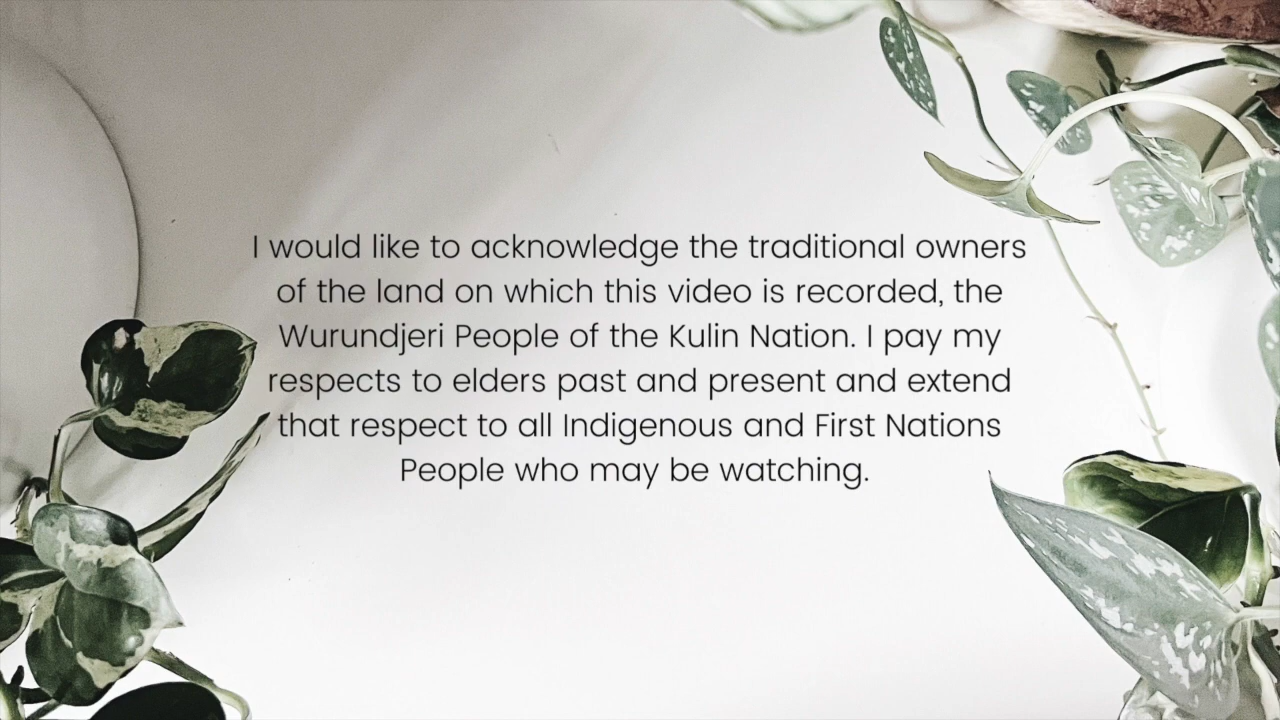 I would like to acknowledge the traditional owners
of the land on which this video is recorded, the
Wurundjeri People of the Kulin Nation. I pay my
respects to elders past and present and extend
that respect to all Indigenous and First Nations
People who may be watching.